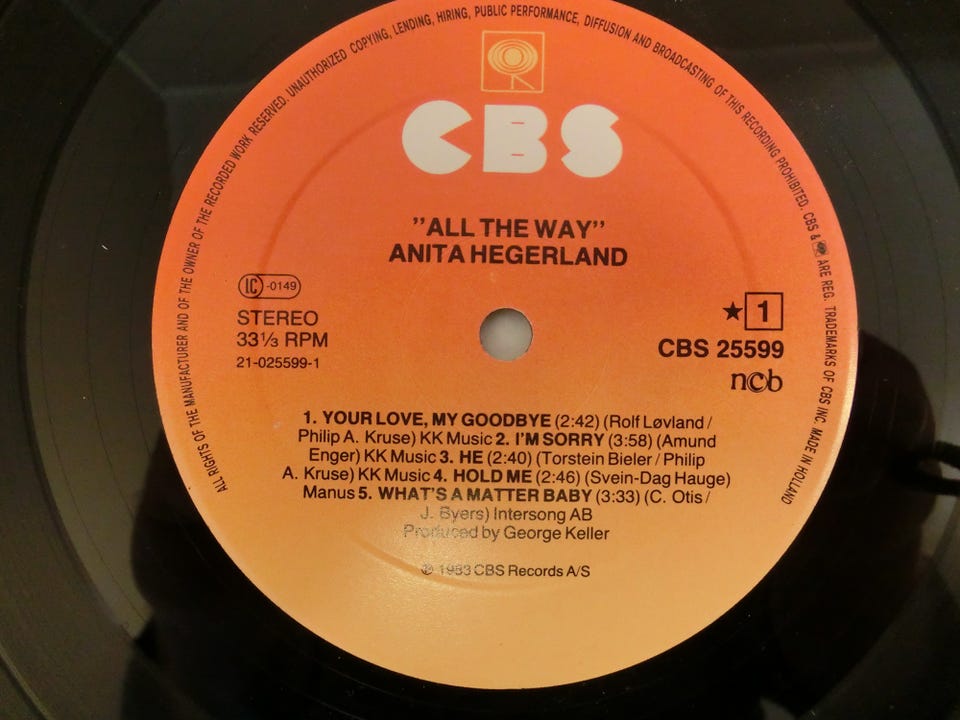 ALL RIGHTS OF THE MANUFACTURER AND OF THE OWNER OF THE RECORDED WORK RESERVED. UNAUTHORIZED COPYING, LENDING, HIRING, PUBLIC PERFORMANCE, DIFFUSION AND BROADCASTING OF THIS RECORDING PROHIBITED. CBS & ARE REG. TRADEMARKS OF CBS INC. MADE IN HOLLAND
CBS
"ALL THE WAY"
ANITA HEGERLAND
IC -0149
STEREO
33⅓ RPM
21-025599-1
★ 1
CBS 25599
ncb
1. YOUR LOVE, MY GOODBYE (2:42) (Rolf Løvland /
Philip A. Kruse) KK Music 2. I'M SORRY (3:58) (Amund
Enger) KK Music 3. HE (2:40) (Torstein Bieler / Philip
A. Kruse) KK Music 4. HOLD ME (2:46) (Svein-Dag Hauge)
Manus 5. WHAT'S A MATTER BABY (3:33) (C. Otis /
J. Byers) Intersong AB
Produced by George Keller
℗ 1983 CBS Records A/S